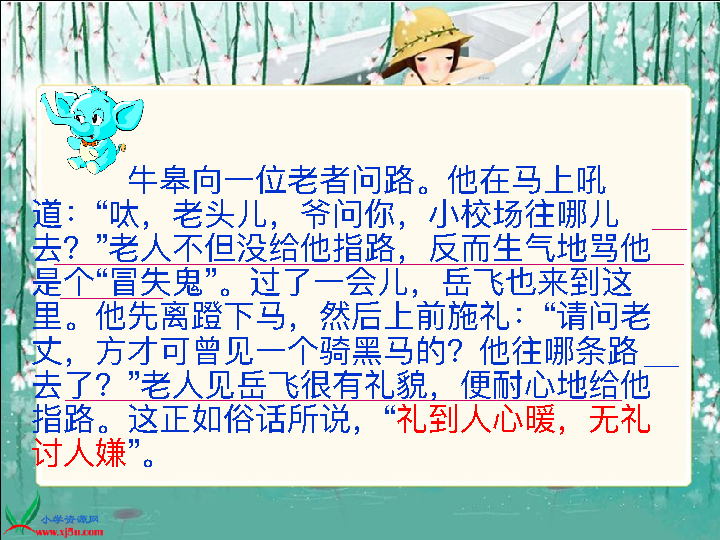 牛皋向一位老者问路。他在马上吼
道：“呔，老头儿，爷问你，小校场往哪儿
去？”老人不但没给他指路，反而生气地骂他
是个“冒失鬼”。过了一会儿，岳飞也来到这
里。他先离蹬下马，然后上前施礼：“请问老
丈，方才可曾见一个骑黑马的？他往哪条路
去了？”老人见岳飞很有礼貌，便耐心地给他
指路。这正如俗话所说，“礼到人心暖，无礼
讨人嫌”。
小学资源网
www.xj5u.com